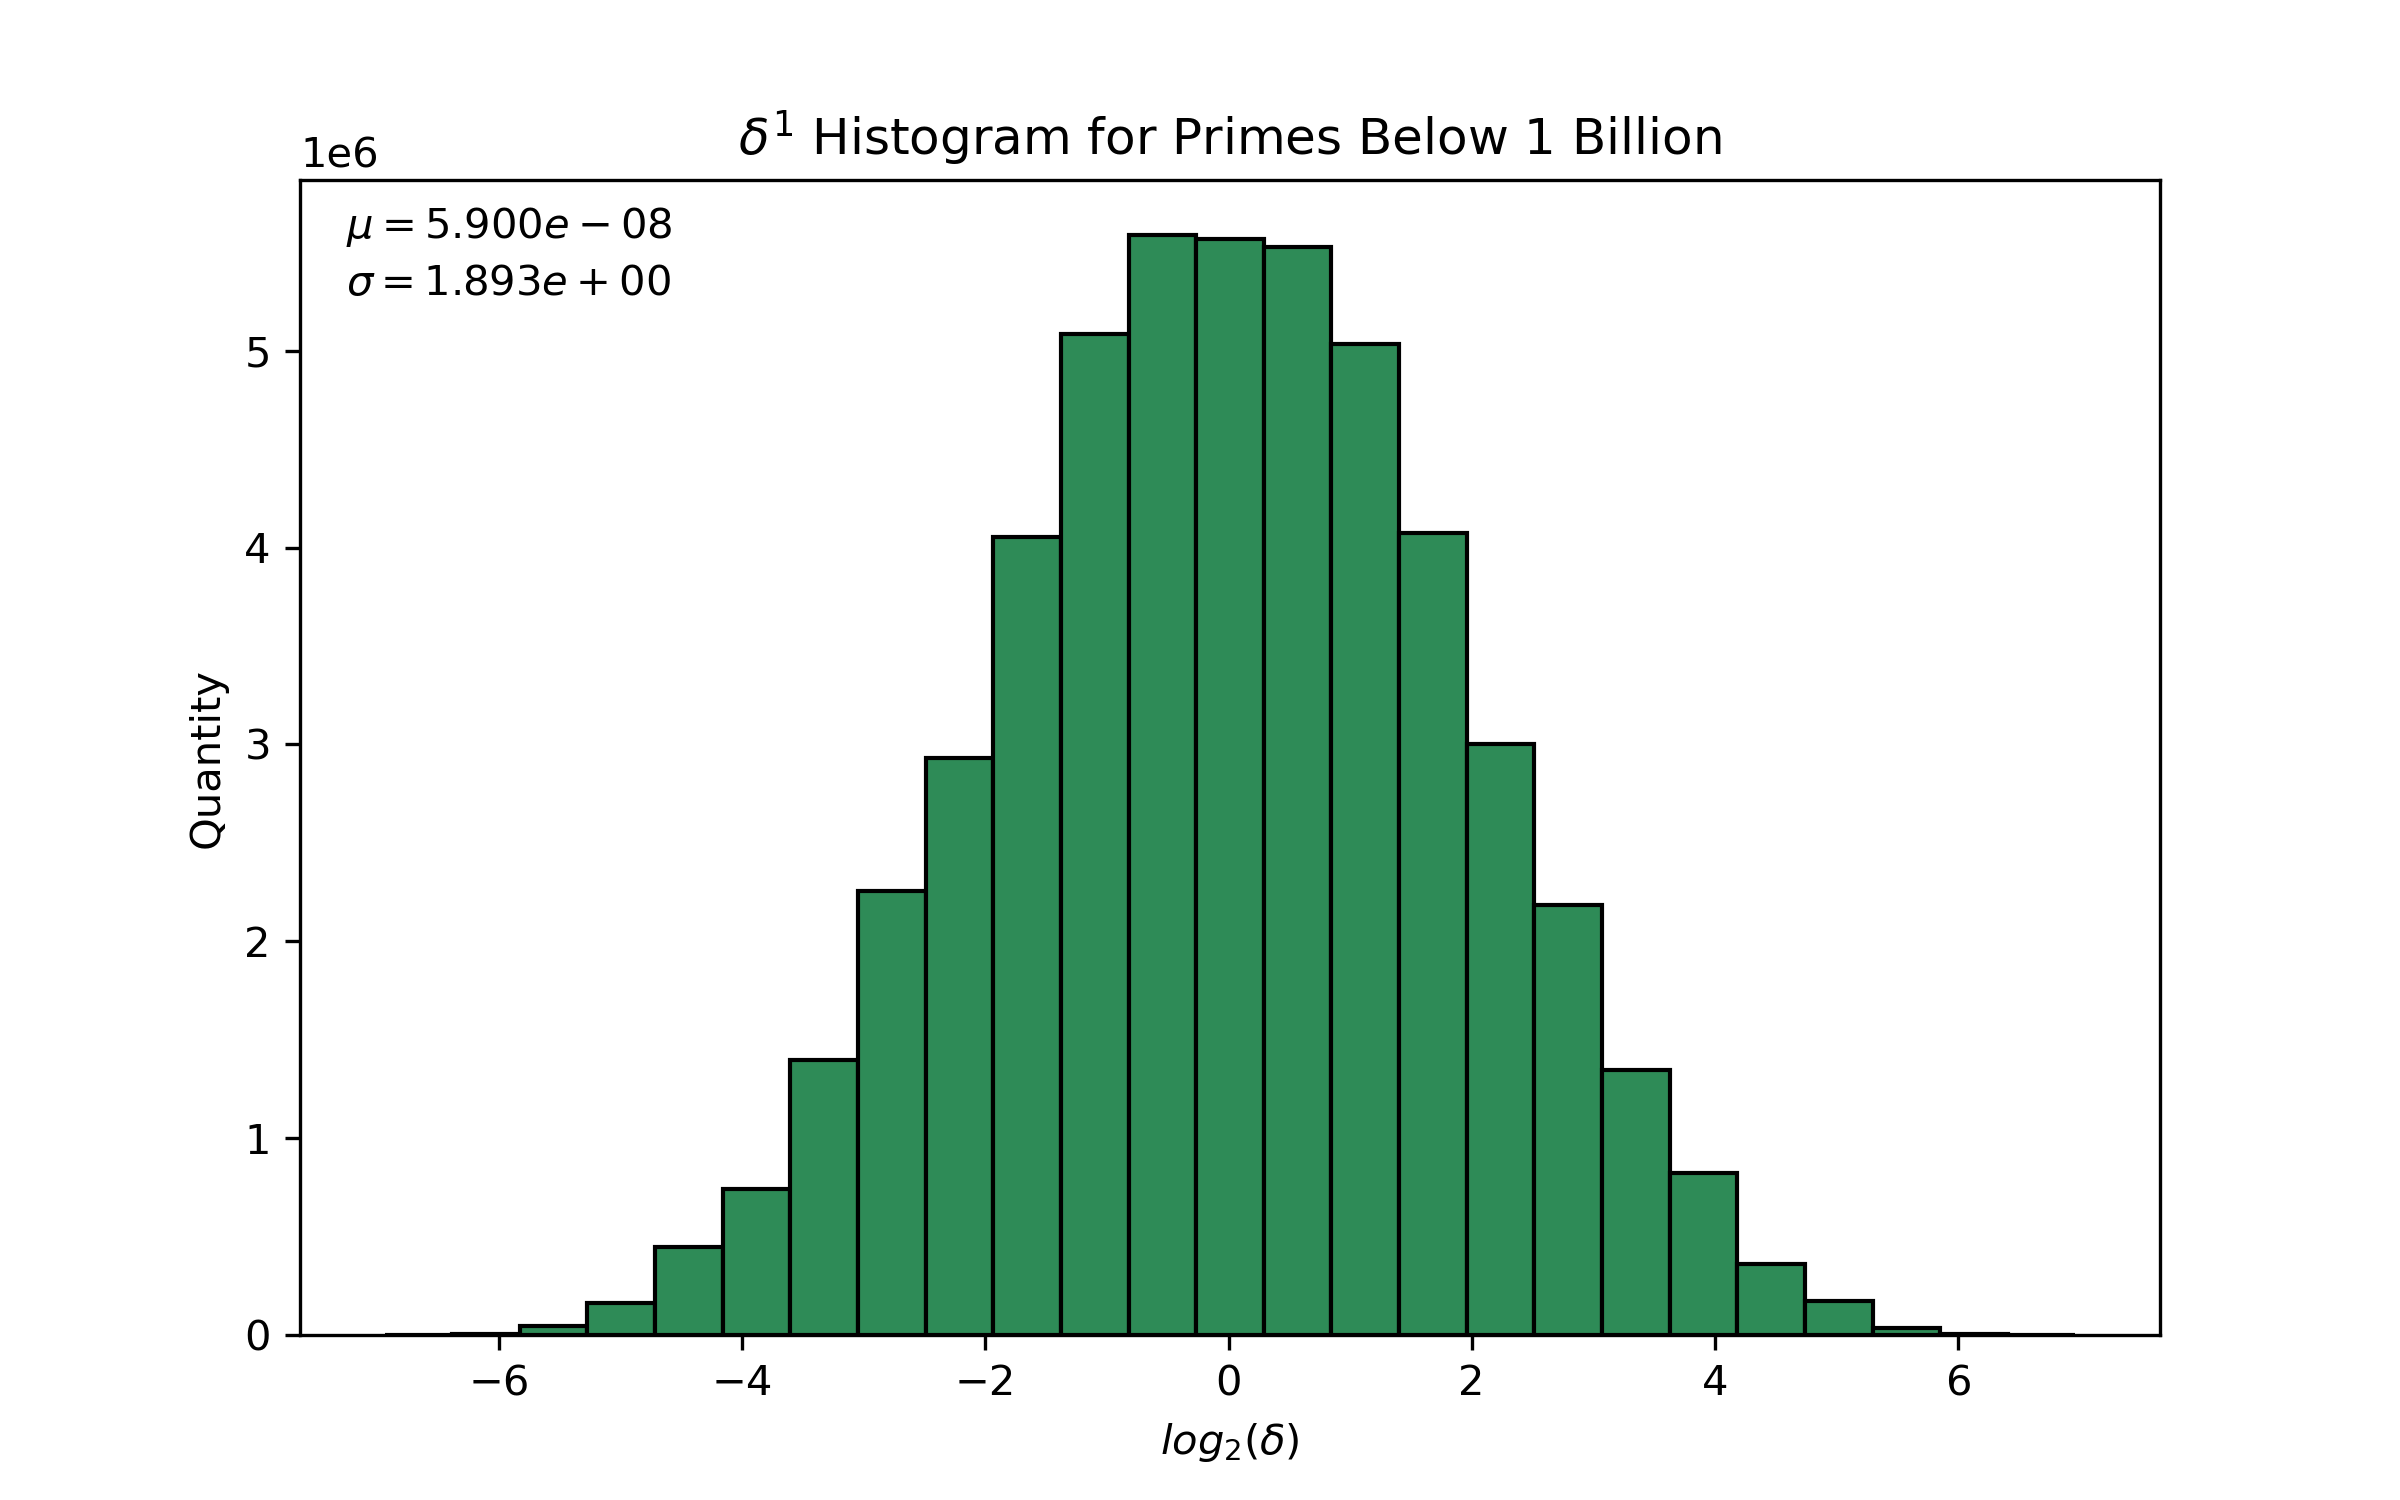 δ¹ Histogram for Primes Below 1 Billion
1e6
μ = 5.900e − 08
σ = 1.893e + 00
5
4
3
2
1
0
Quantity
−6 −4 −2 0 2 4 6
log₂(δ)